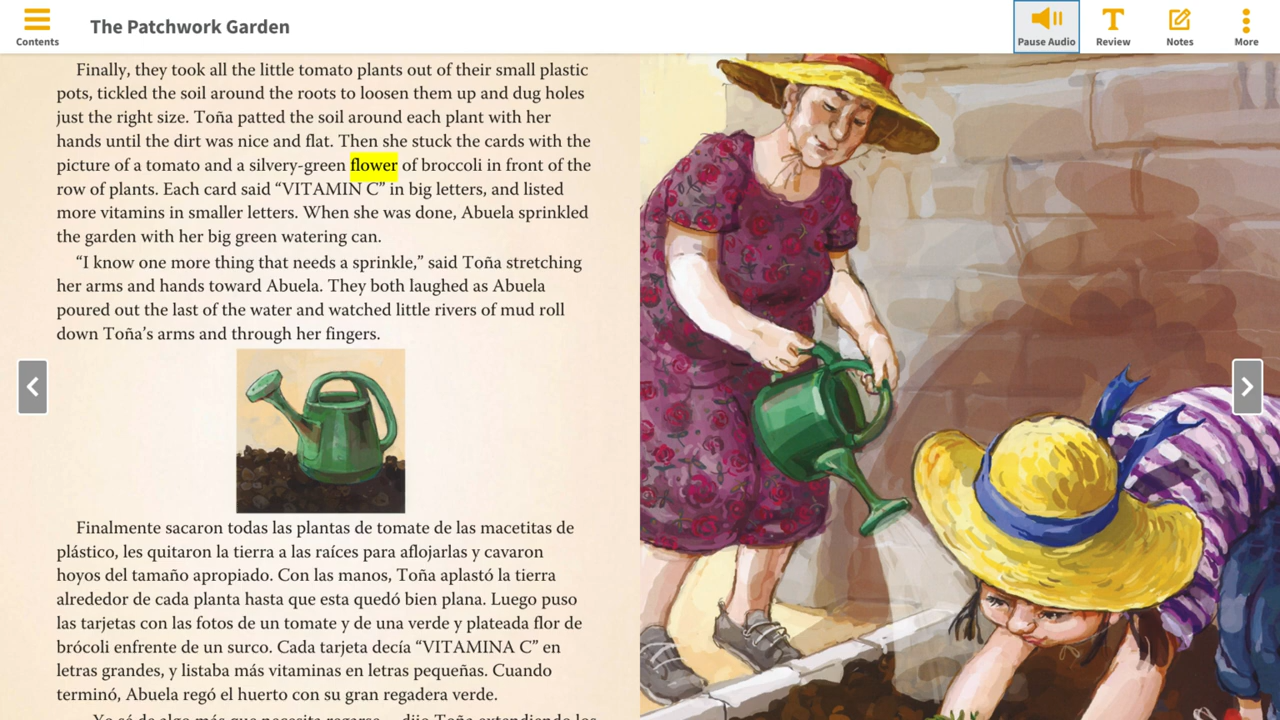 Contents
The Patchwork Garden
Pause Audio
Review
Notes
More
Finally, they took all the little tomato plants out of their small plastic
pots, tickled the soil around the roots to loosen them up and dug holes
just the right size. Toña patted the soil around each plant with her
hands until the dirt was nice and flat. Then she stuck the cards with the
picture of a tomato and a silvery-green flower of broccoli in front of the
row of plants. Each card said “VITAMIN C” in big letters, and listed
more vitamins in smaller letters. When she was done, Abuela sprinkled
the garden with her big green watering can.
“I know one more thing that needs a sprinkle,” said Toña stretching
her arms and hands toward Abuela. They both laughed as Abuela
poured out the last of the water and watched little rivers of mud roll
down Toña’s arms and through her fingers.
Finalmente sacaron todas las plantas de tomate de las macetitas de
plástico, les quitaron la tierra a las raíces para aflojarlas y cavaron
hoyos del tamaño apropiado. Con las manos, Toña aplastó la tierra
alrededor de cada planta hasta que esta quedó bien plana. Luego puso
las tarjetas con las fotos de un tomate y de una verde y plateada flor de
brócoli enfrente de un surco. Cada tarjeta decía “VITAMINA C” en
letras grandes, y listaba más vitaminas en letras pequeñas. Cuando
terminó, Abuela regó el huerto con su gran regadera verde.
Yo sé de algo más que necesita regarse dijo Toña extendiendo los